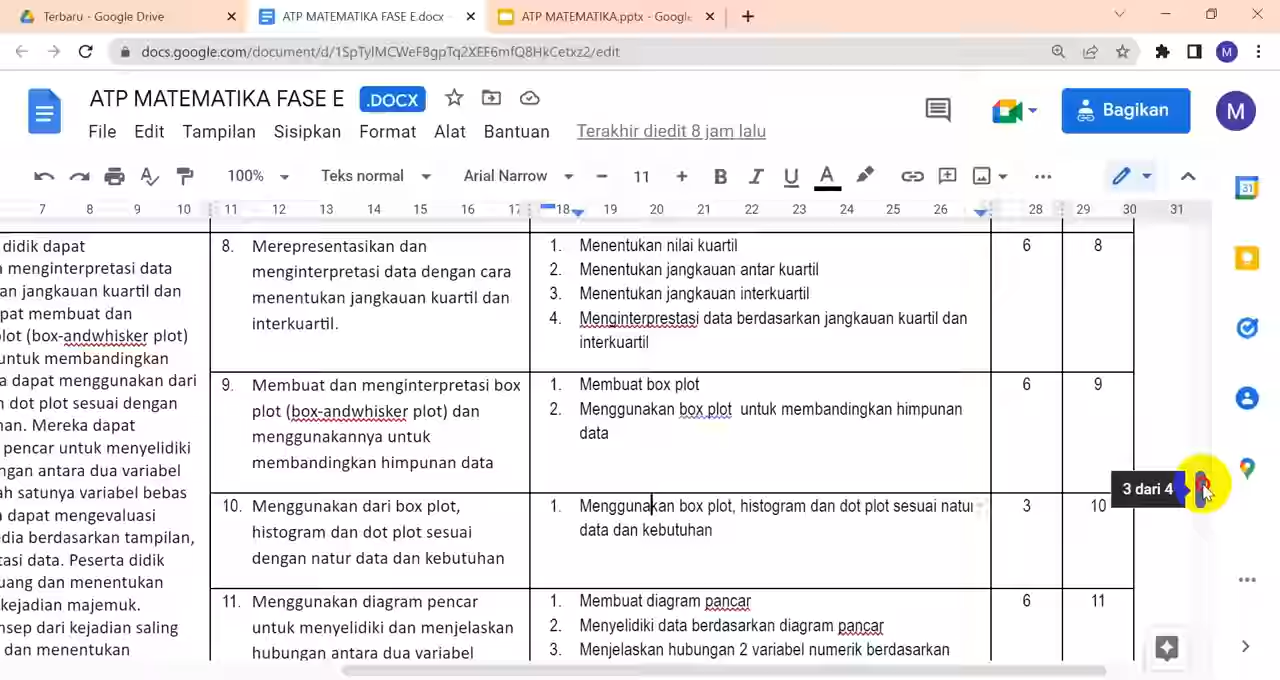 Terbaru - Google Drive
ATP MATEMATIKA FASE E.docx -
ATP MATEMATIKA.pptx - Google
docs.google.com/document/d/1SpTylMCWeF8gpTq2XEE6mfQ8HkCetxz2/edit
M
ATP MATEMATIKA FASE E .DOCX
Bagikan
M
File Edit Tampilan Sisipkan Format Alat Bantuan Terakhir diedit 8 jam lalu
100% Teks normal Arial Narrow - 11 + B I U A
7 8 9 10 11 12 13 14 15 16 17 18 19 20 21 22 23 24 25 26 28 29 30 31
31
didik dapat
menginterpretasi data
an jangkauan kuartil dan
pat membuat dan
lot (box-andwhisker plot)
untuk membandingkan
a dapat menggunakan dari
n dot plot sesuai dengan
han. Mereka dapat
pencar untuk menyelidiki
ngan antara dua variabel
ah satunya variabel bebas
a dapat mengevaluasi
dia berdasarkan tampilan,
tasi data. Peserta didik
uang dan menentukan
kejadian majemuk.
nsep dari kejadian saling
dan menentukan
8. Merepresentasikan dan
menginterpretasi data dengan cara
menentukan jangkauan kuartil dan
interkuartil.
1. Menentukan nilai kuartil
2. Menentukan jangkauan antar kuartil
3. Menentukan jangkauan interkuartil
4. Menginterprestasi data berdasarkan jangkauan kuartil dan
interkuartil
6
8
9. Membuat dan menginterpretasi box
plot (box-andwhisker plot) dan
menggunakannya untuk
membandingkan himpunan data
1. Membuat box plot
2. Menggunakan box plot untuk membandingkan himpunan
data
6
9
10. Menggunakan dari box plot,
histogram dan dot plot sesuai
dengan natur data dan kebutuhan
1. Menggunakan box plot, histogram dan dot plot sesuai natur
data dan kebutuhan
3
10
3 dari 4
11. Menggunakan diagram pencar
untuk menyelidiki dan menjelaskan
hubungan antara dua variabel
1. Membuat diagram pancar
2. Menyelidiki data berdasarkan diagram pancar
3. Menjelaskan hubungan 2 variabel numerik berdasarkan
6
11